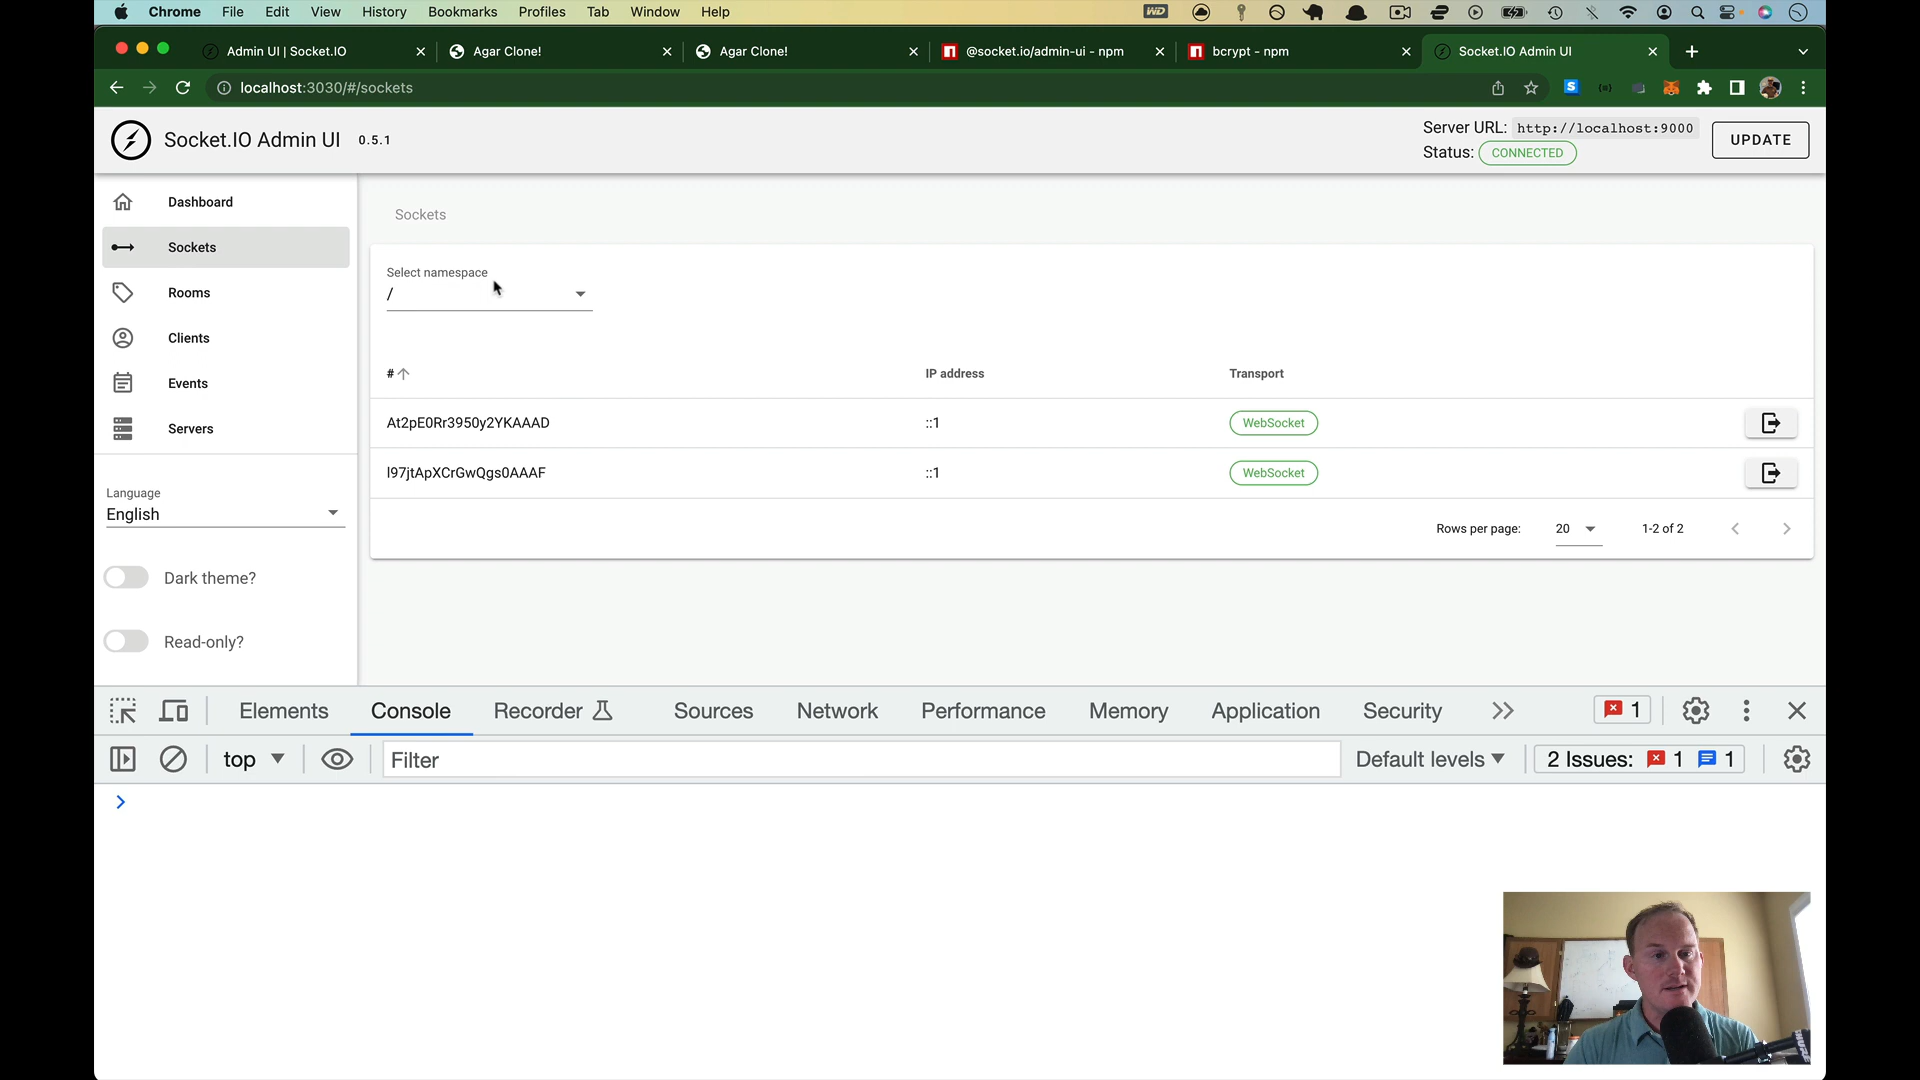 Chrome File Edit View History Bookmarks Profiles Tab Window Help WD
Admin UI | Socket.IO Agar Clone! Agar Clone! @socket.io/admin-ui - npm bcrypt - npm Socket.IO Admin UI
localhost:3030/#/sockets
Socket.IO Admin UI 0.5.1
Server URL: http://localhost:9000
Status: CONNECTED
UPDATE
Dashboard
Sockets
Rooms
Clients
Events
Servers
Language
English
Dark theme?
Read-only?
Sockets
Select namespace
/
# IP address Transport
At2pE0Rr3950y2YKAAAD ::1 WebSocket
l97jtApXCrGwQgs0AAAF ::1 WebSocket
Rows per page: 20 1-2 of 2
Elements Console Recorder Sources Network Performance Memory Application Security 1
top Filter Default levels 2 Issues: 1 1